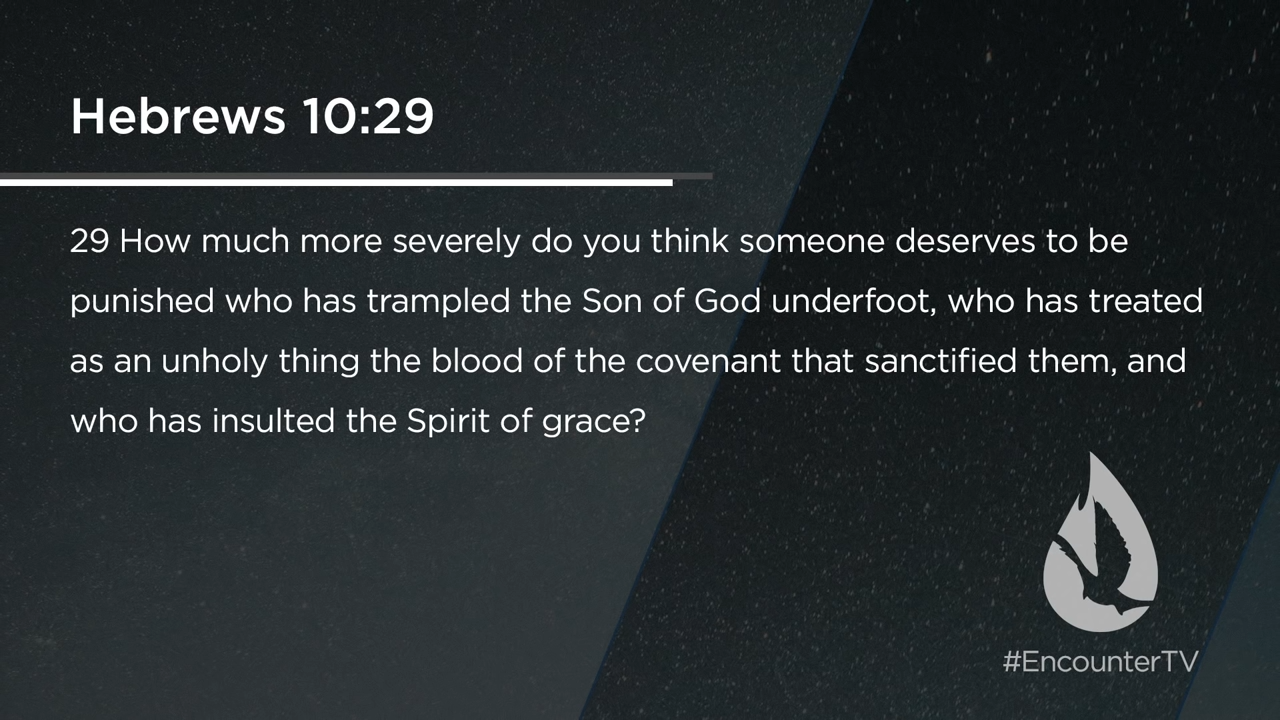 Hebrews 10:29
29 How much more severely do you think someone deserves to be
punished who has trampled the Son of God underfoot, who has treated
as an unholy thing the blood of the covenant that sanctified them, and
who has insulted the Spirit of grace?
#EncounterTV